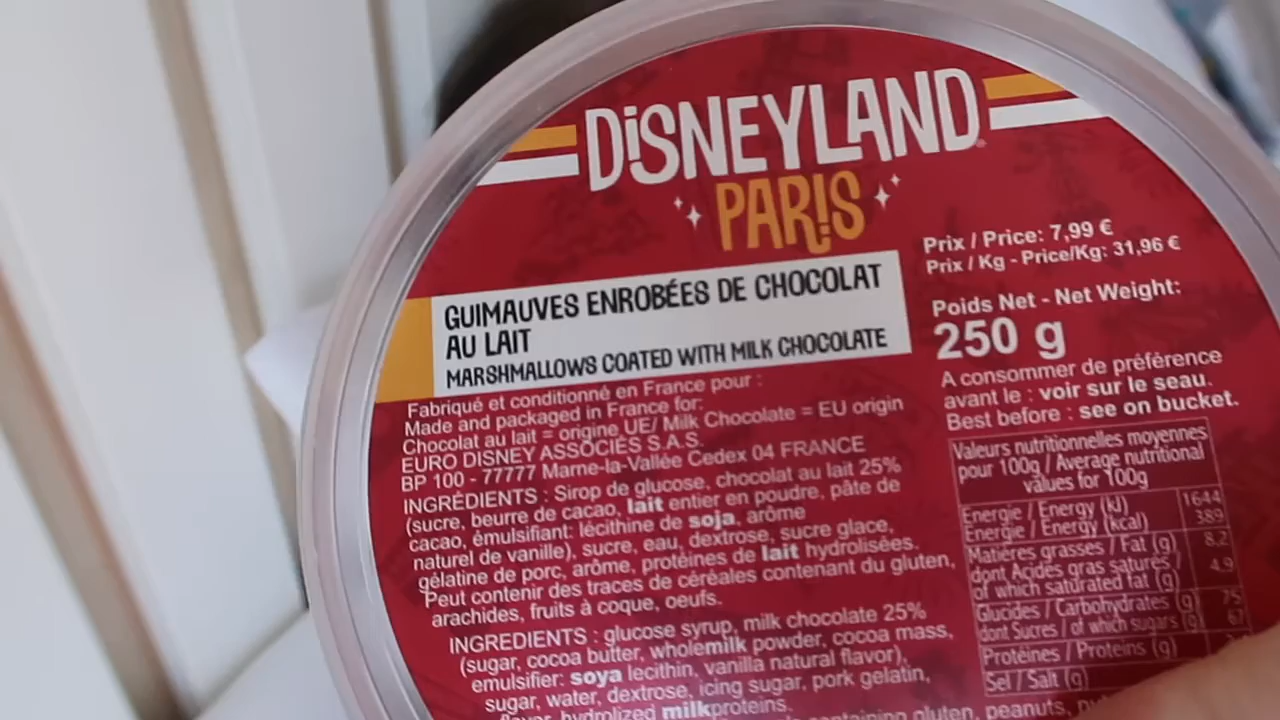 DiSNEYLAND
PARIS
GUIMAUVES ENROBÉES DE CHOCOLAT
AU LAIT
MARSHMALLOWS COATED WITH MILK CHOCOLATE
Fabriqué et conditionné en France pour :
Made and packaged in France for:
Chocolat au lait = origine UE/ Milk Chocolate = EU origin
EURO DISNEY ASSOCIÉS S.A.S.
BP 100 - 77777 Marne-la-Vallée Cedex 04 FRANCE
INGRÉDIENTS : Sirop de glucose, chocolat au lait 25%
(sucre, beurre de cacao, lait entier en poudre, pâte de
cacao, émulsifiant: lécithine de soja, arôme
naturel de vanille), sucre, eau, dextrose, sucre glace,
gélatine de porc, arôme, protéines de lait hydrolisées.
Peut contenir des traces de céréales contenant du gluten,
arachides, fruits à coque, oeufs.
INGREDIENTS : glucose syrup, milk chocolate 25%
(sugar, cocoa butter, wholemilk powder, cocoa mass,
emulsifier: soya lecithin, vanilla natural flavor),
sugar, water, dextrose, icing sugar, pork gelatin,
flavor, hydrolized milkproteins.
containing gluten, peanuts,
Prix / Price: 7,99 €
Prix / Kg - Price/Kg: 31,96 €
Poids Net - Net Weight:
250 g
A consommer de préférence
avant le : voir sur le seau.
Best before : see on bucket.
Valeurs nutritionnelles moyennes
pour 100g / Average nutritional
values for 100g
Energie / Energy (kJ) 1644
Energie / Energy (kcal) 389
Matières grasses / Fat (g) 8,2
dont Acides gras saturés /
of which saturated fat (g) 4,9
Glucides / Carbohydrates (g) 75
dont Sucres / of which sugars (g) 67
Protéines / Proteins (g)
Sel / Salt (g)